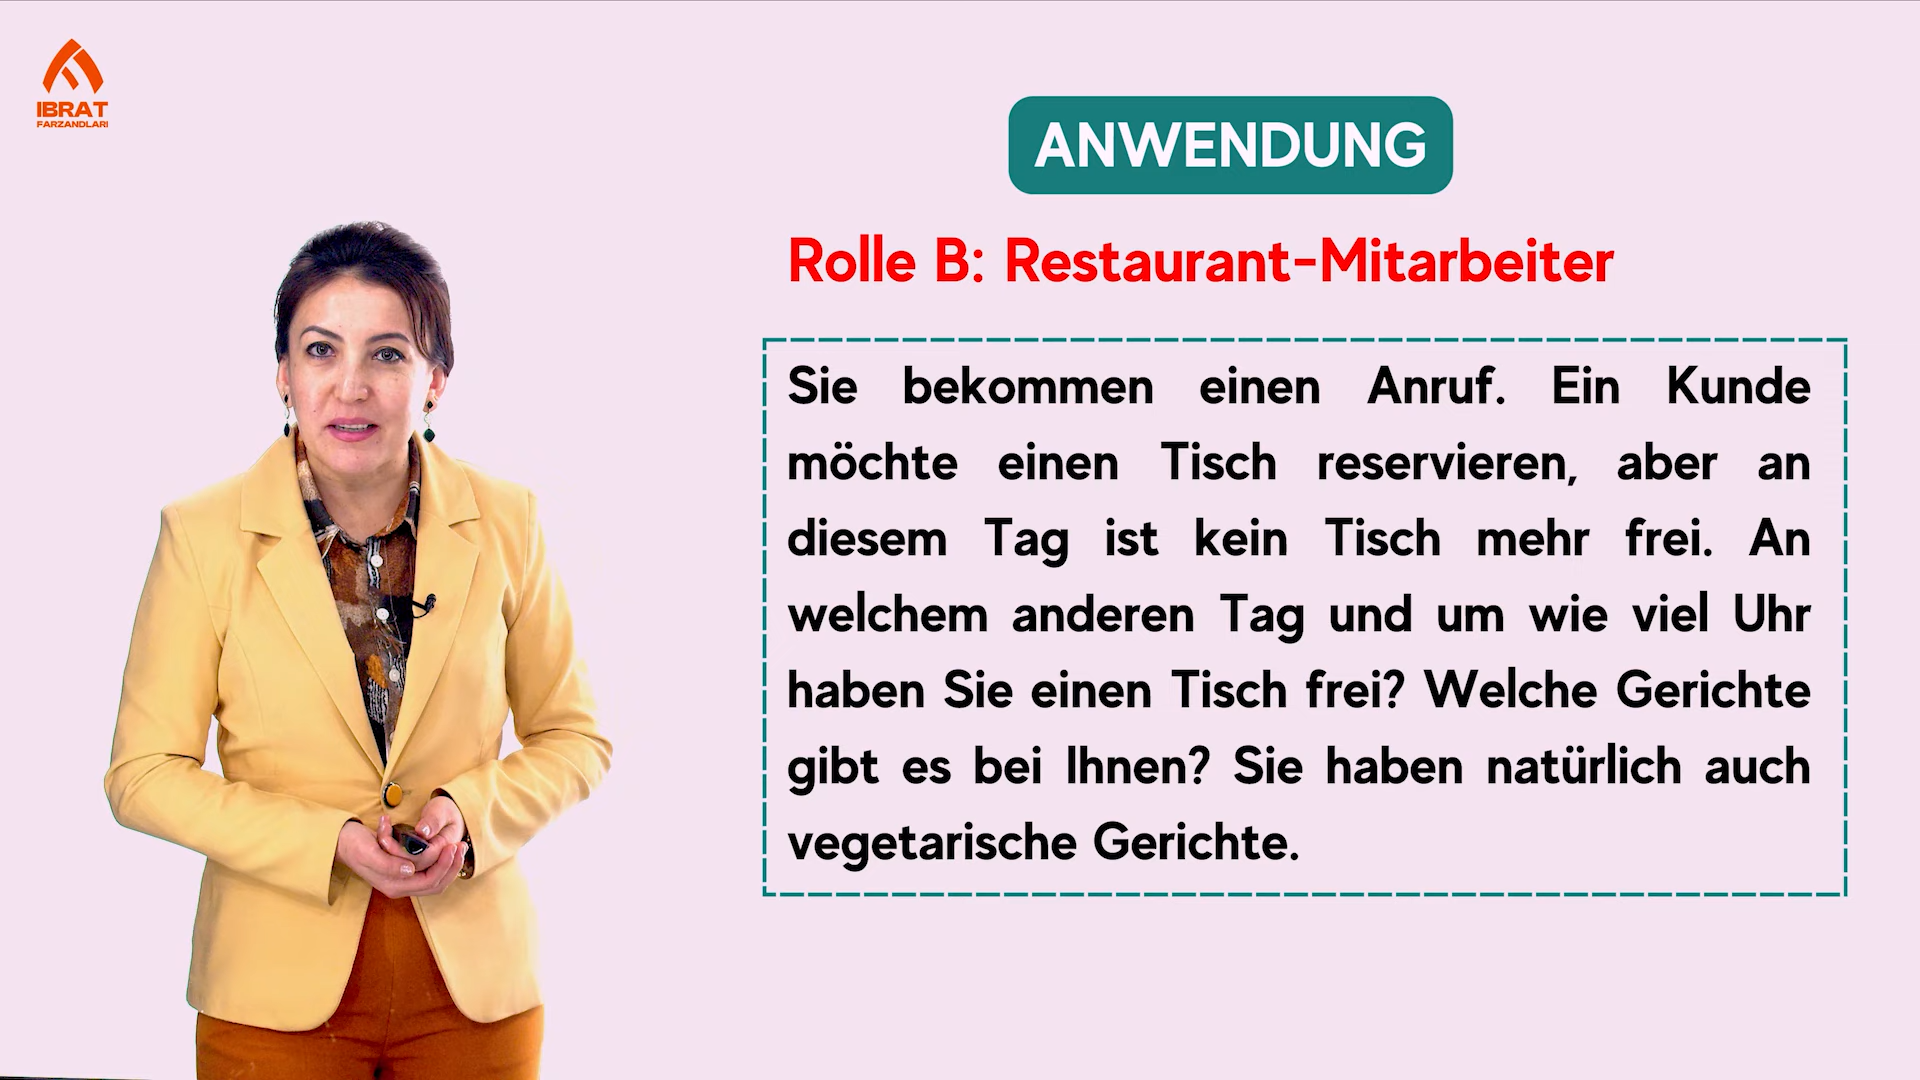 IBRAT
FARZANDLARI
ANWENDUNG
Rolle B: Restaurant-Mitarbeiter
Sie bekommen einen Anruf. Ein Kunde
möchte einen Tisch reservieren, aber an
diesem Tag ist kein Tisch mehr frei. An
welchem anderen Tag und um wie viel Uhr
haben Sie einen Tisch frei? Welche Gerichte
gibt es bei Ihnen? Sie haben natürlich auch
vegetarische Gerichte.